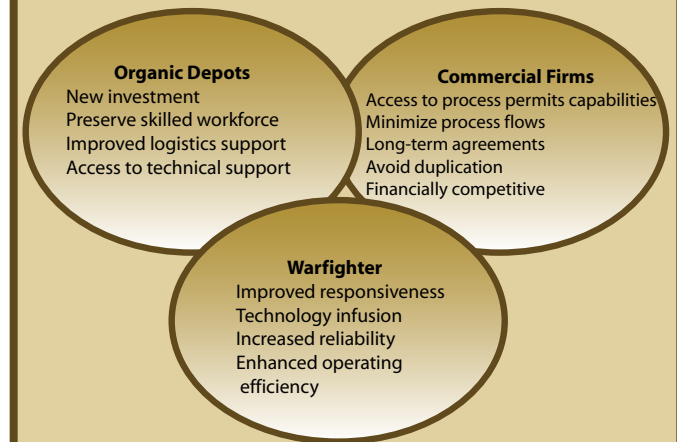 Organic Depots
New investment
Preserve skilled workforce
Improved logistics support
Access to technical support
Commercial Firms
Access to process permits capabilities
Minimize process flows
Long-term agreements
Avoid duplication
Financially competitive
Warfighter
Improved responsiveness
Technology infusion
Increased reliability
Enhanced operating
efficiency